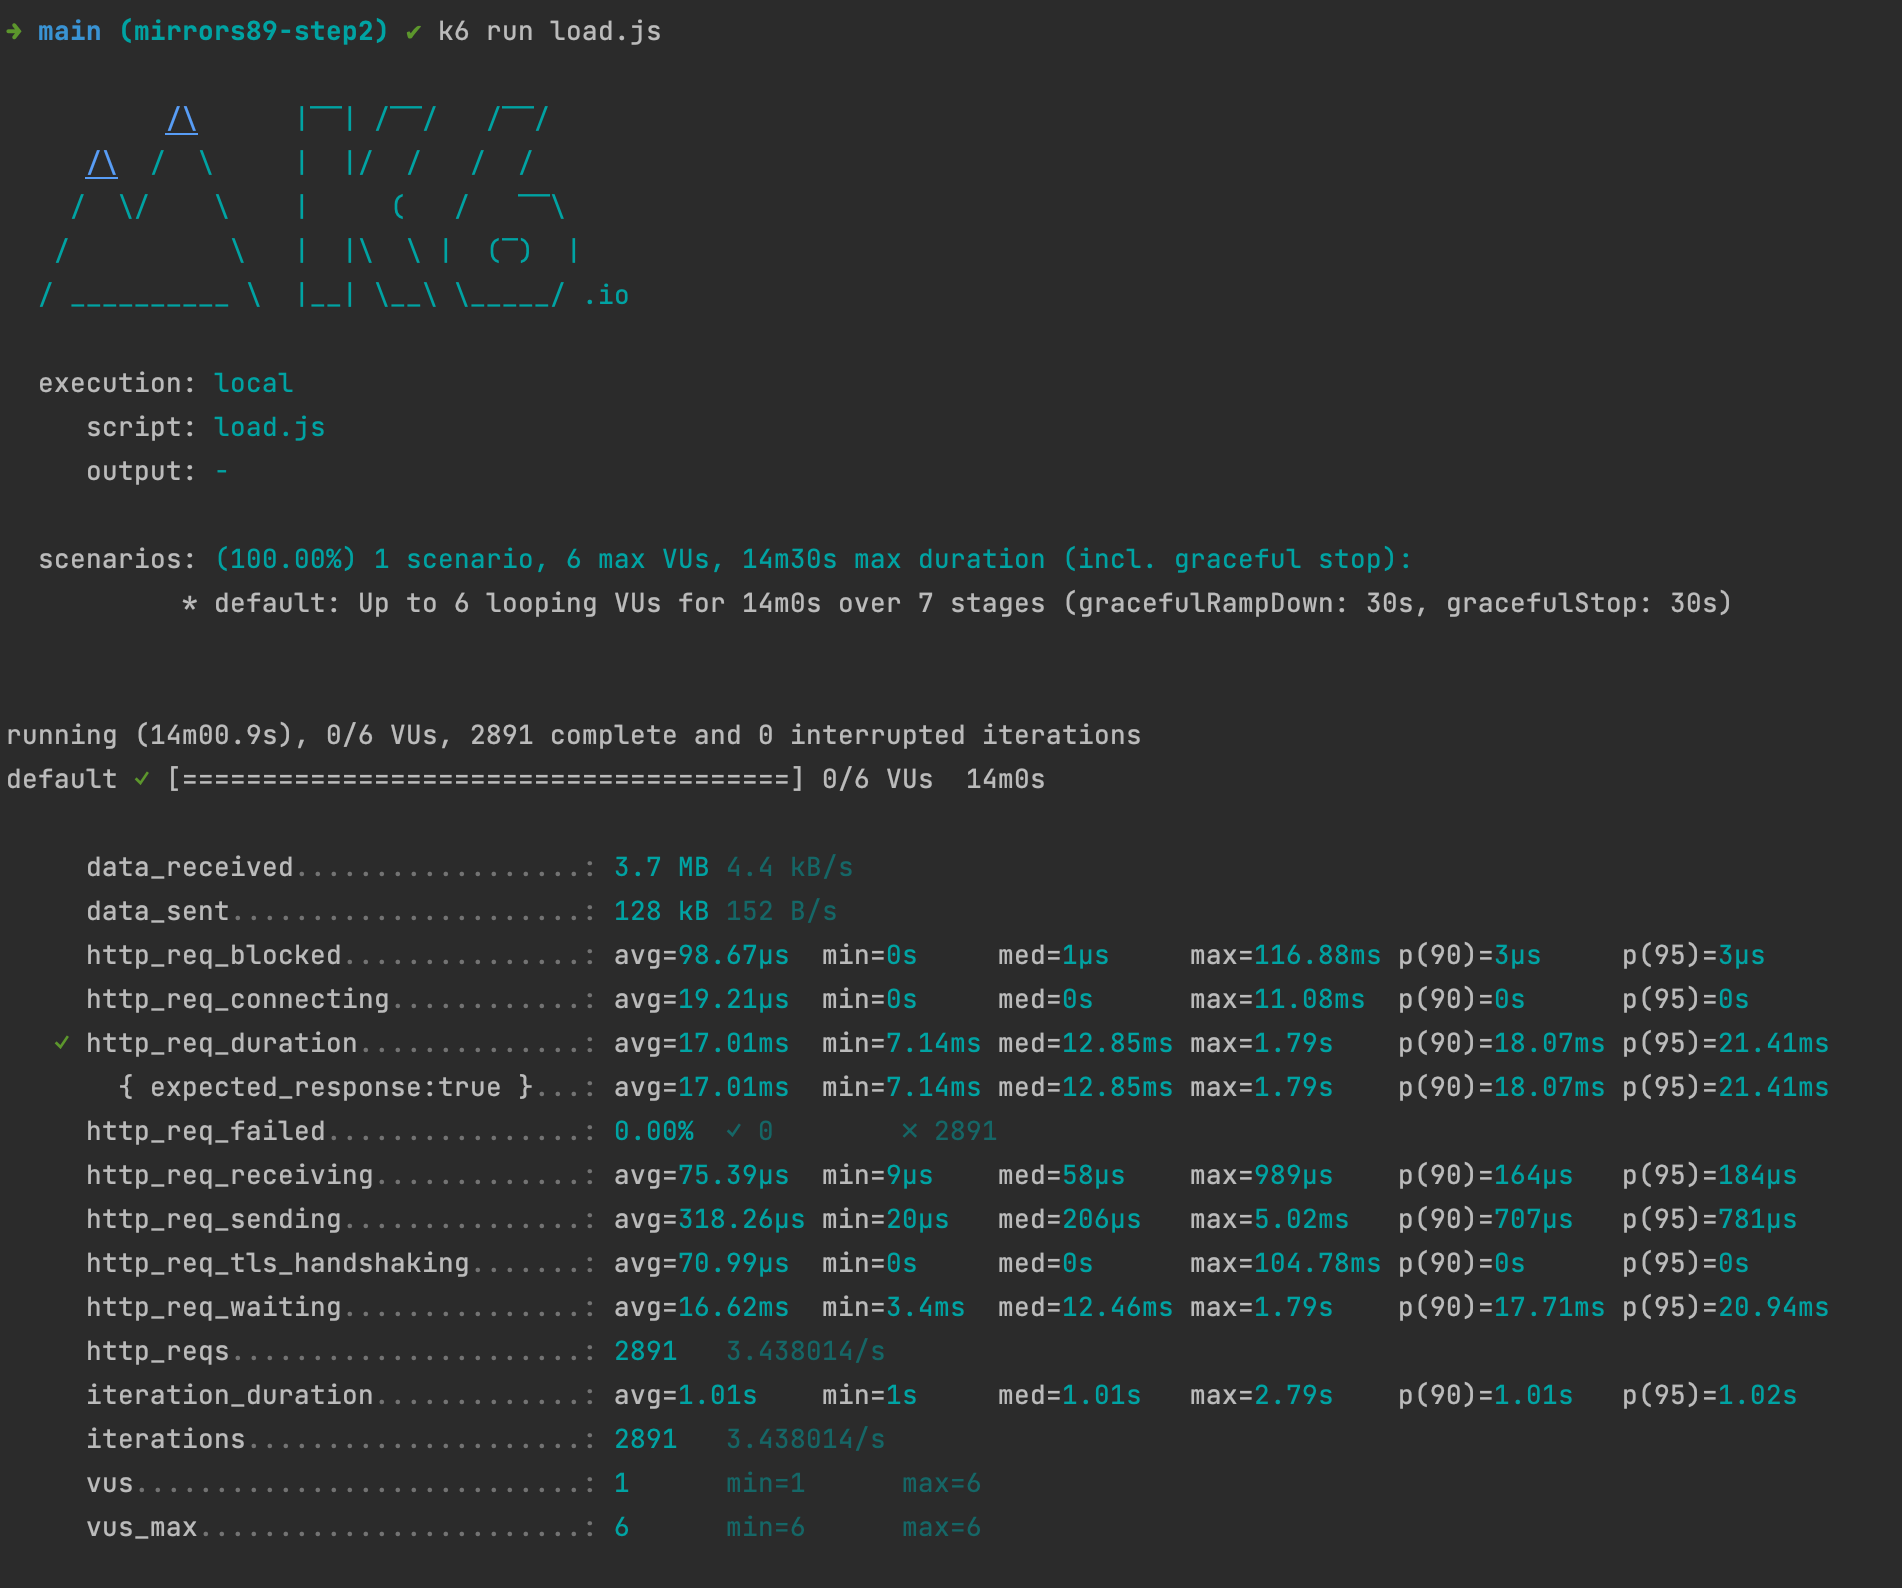 ➜ main (mirrors89-step2) ✔ k6 run load.js
          /\      |‾‾| /‾‾/   /‾‾/
     /\  /  \     |  |/  /   /  /
    /  \/    \    |     (   /   ‾‾\
   /          \   |  |\  \ |  (‾)  |
  / __________ \  |__| \__\ \_____/ .io
  execution: local
     script: load.js
     output: -
  scenarios: (100.00%) 1 scenario, 6 max VUs, 14m30s max duration (incl. graceful stop):
           * default: Up to 6 looping VUs for 14m0s over 7 stages (gracefulRampDown: 30s, gracefulStop: 30s)
running (14m00.9s), 0/6 VUs, 2891 complete and 0 interrupted iterations
default ✓ [======================================] 0/6 VUs  14m0s
     data_received..................: 3.7 MB 4.4 kB/s
     data_sent......................: 128 kB 152 B/s
     http_req_blocked...............: avg=98.67µs  min=0s     med=1µs     max=116.88ms p(90)=3µs     p(95)=3µs
     http_req_connecting............: avg=19.21µs  min=0s     med=0s      max=11.08ms  p(90)=0s      p(95)=0s
   ✓ http_req_duration..............: avg=17.01ms  min=7.14ms med=12.85ms max=1.79s    p(90)=18.07ms p(95)=21.41ms
       { expected_response:true }...: avg=17.01ms  min=7.14ms med=12.85ms max=1.79s    p(90)=18.07ms p(95)=21.41ms
     http_req_failed................: 0.00%  ✓ 0        ✗ 2891
     http_req_receiving.............: avg=75.39µs  min=9µs    med=58µs    max=989µs    p(90)=164µs   p(95)=184µs
     http_req_sending...............: avg=318.26µs min=20µs   med=206µs   max=5.02ms   p(90)=707µs   p(95)=781µs
     http_req_tls_handshaking.......: avg=70.99µs  min=0s     med=0s      max=104.78ms p(90)=0s      p(95)=0s
     http_req_waiting...............: avg=16.62ms  min=3.4ms  med=12.46ms max=1.79s    p(90)=17.71ms p(95)=20.94ms
     http_reqs......................: 2891   3.438014/s
     iteration_duration.............: avg=1.01s    min=1s     med=1.01s   max=2.79s    p(90)=1.01s   p(95)=1.02s
     iterations.....................: 2891   3.438014/s
     vus............................: 1      min=1      max=6
     vus_max........................: 6      min=6      max=6